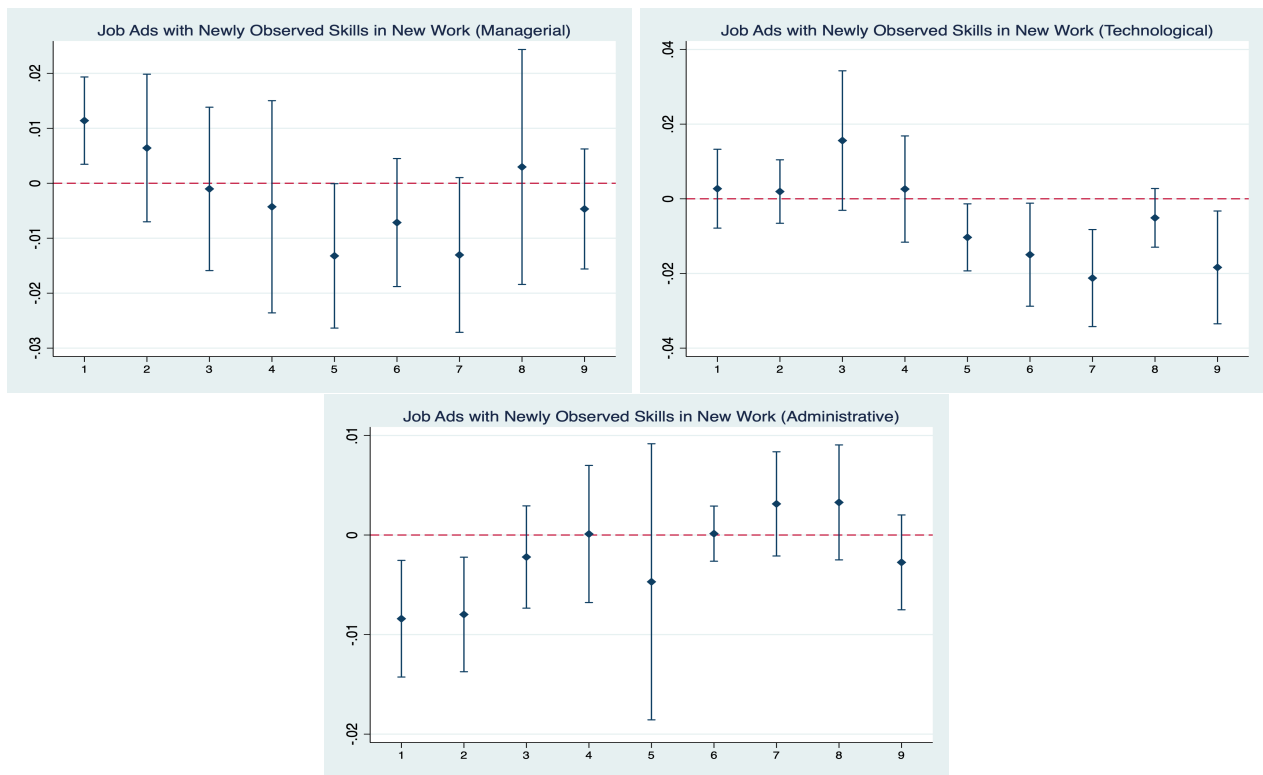 Job Ads with Newly Observed Skills in New Work (Managerial)
.02
.01
0
-.01
-.02
-.03
1 2 3 4 5 6 7 8 9
Job Ads with Newly Observed Skills in New Work (Technological)
.04
.02
0
-.02
-.04
1 2 3 4 5 6 7 8 9
Job Ads with Newly Observed Skills in New Work (Administrative)
.01
0
-.01
-.02
1 2 3 4 5 6 7 8 9